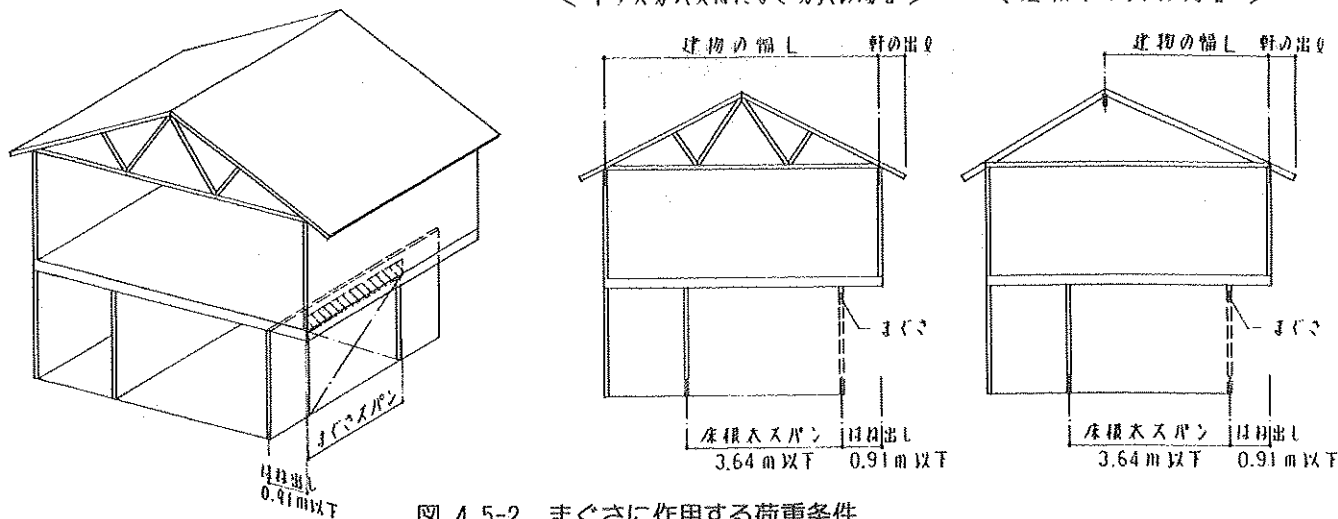 建物の幅L 軒の出ℓ
建物の幅L 軒の出ℓ
まぐさ
まぐさ
まぐさスパン
はね出し
0.91m以下
床根太スパン はね出し
3.64m以下 0.91m以下
床根太スパン はね出し
3.64m以下 0.91m以下
図 4.5-2 まぐさに作用する荷重条件